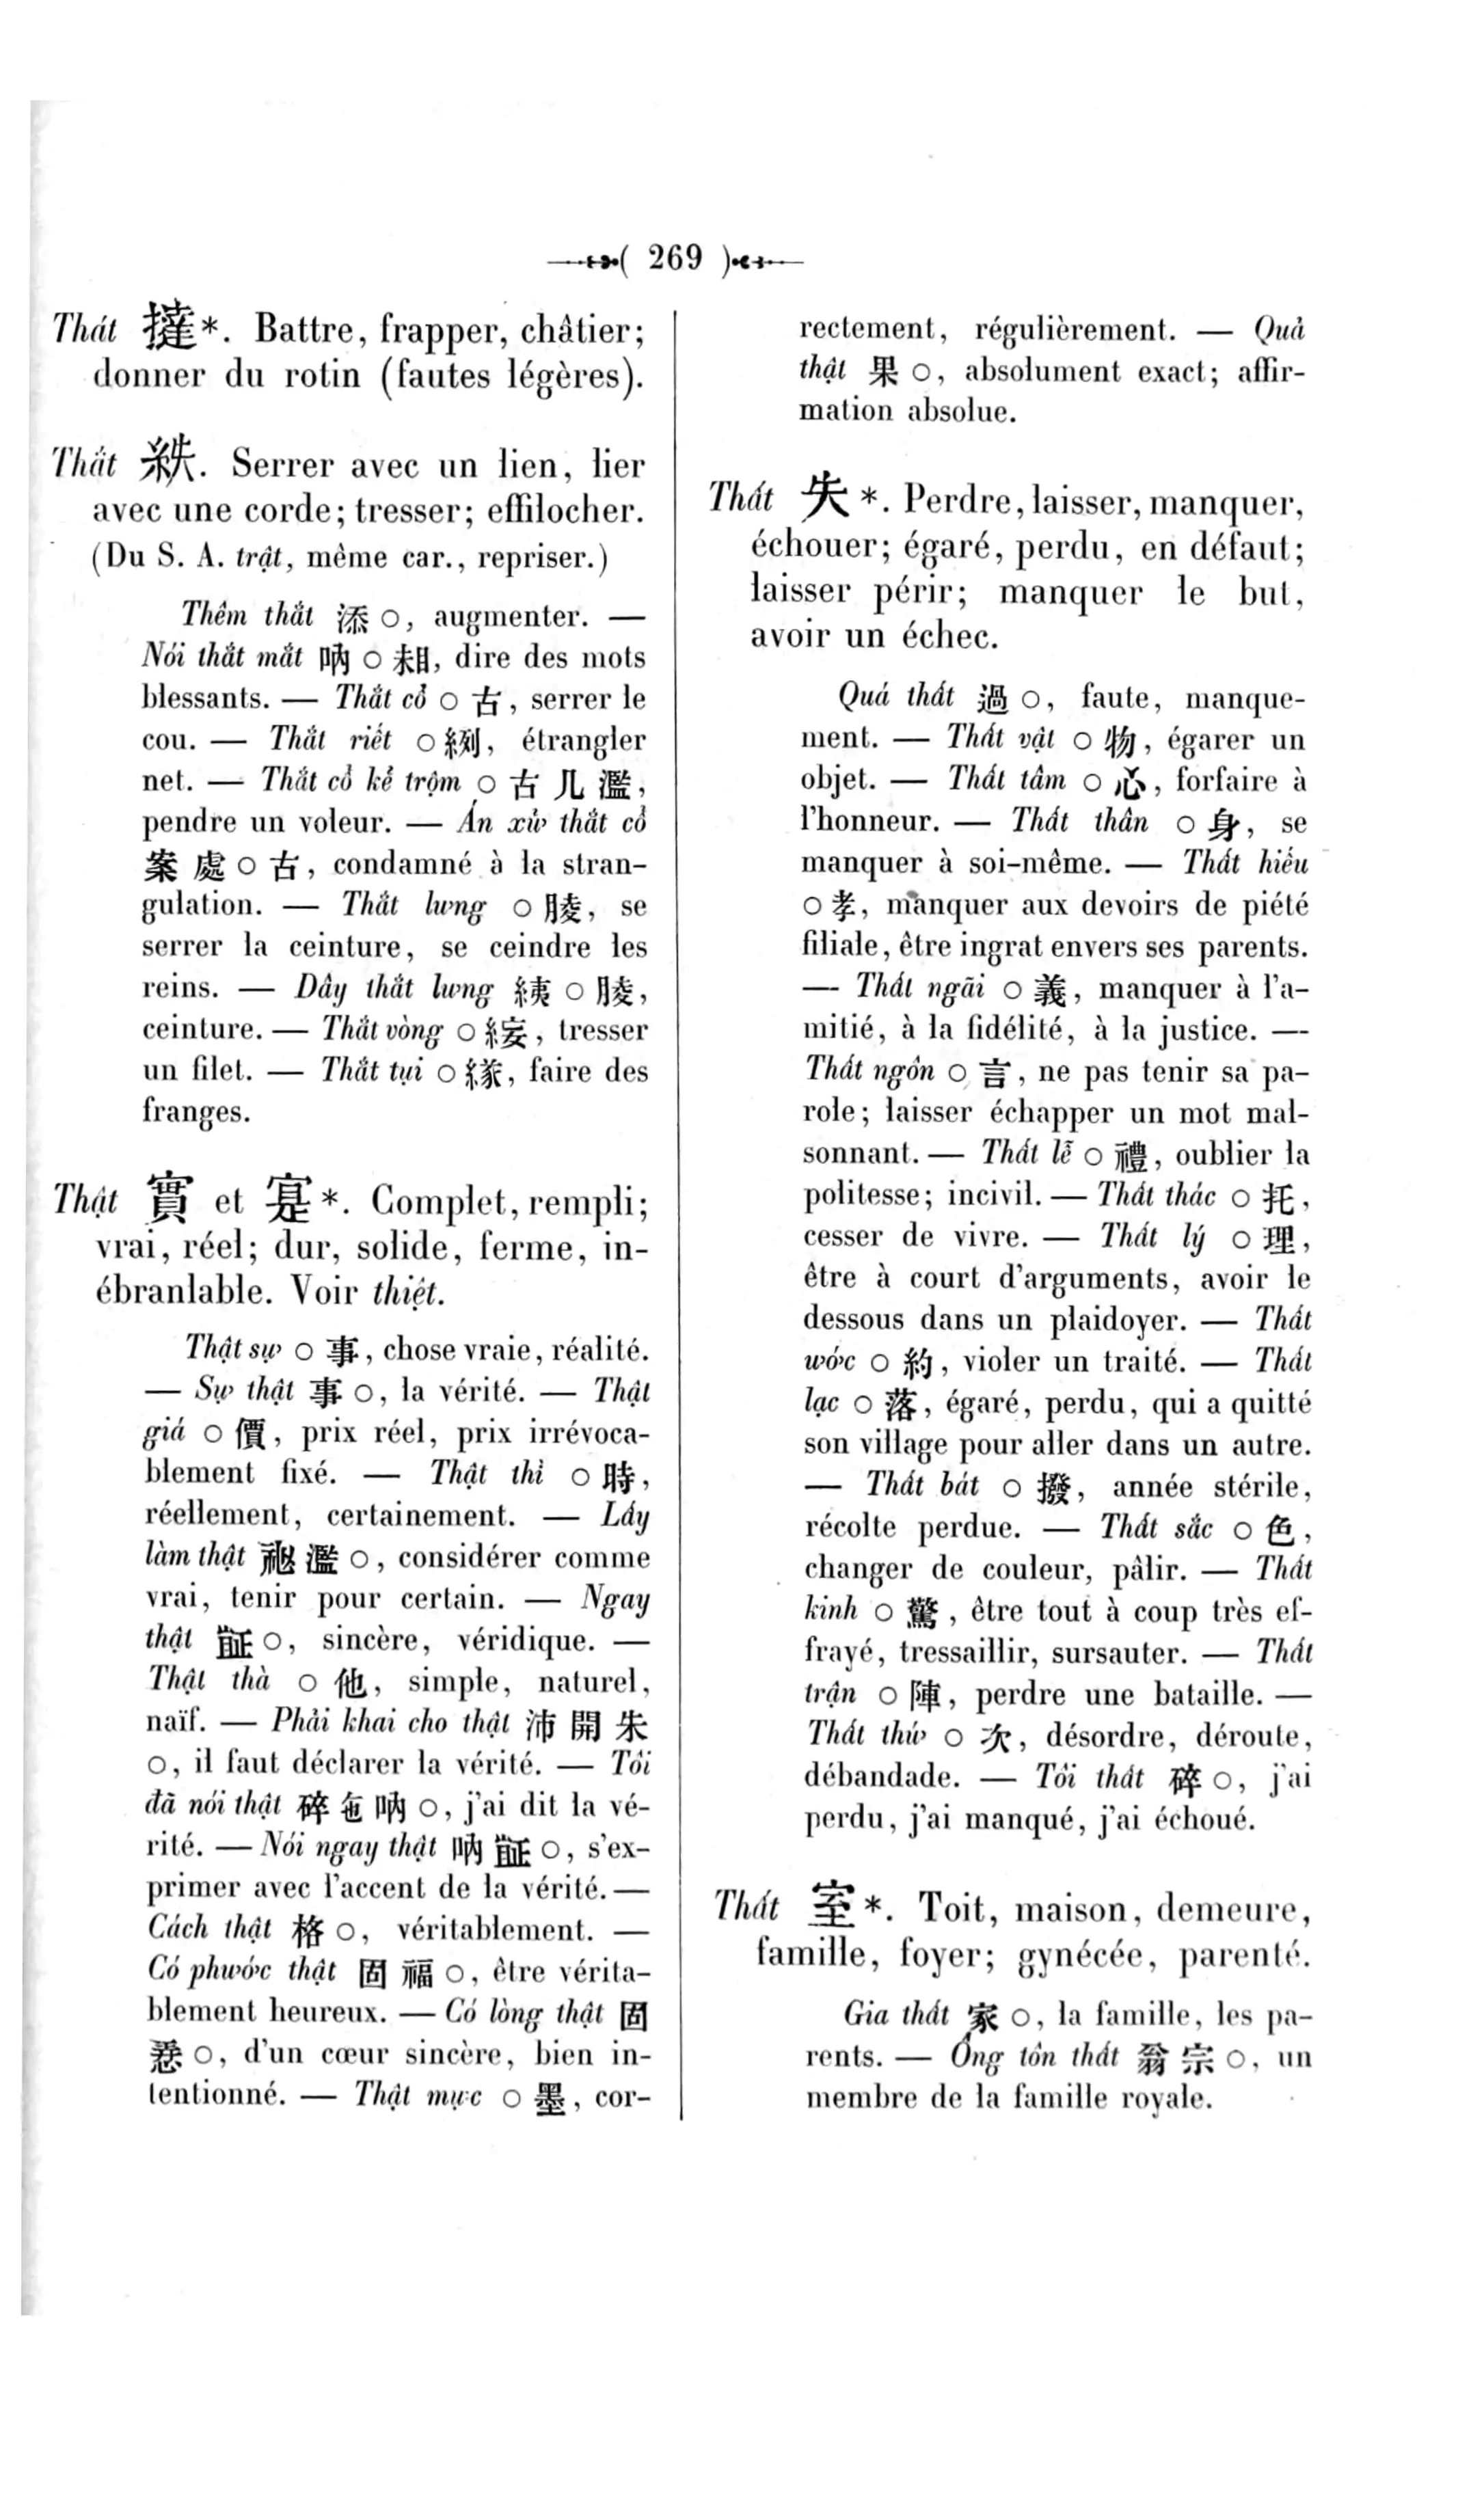 ( 269 )
Thát 撻*. Battre, frapper, châtier;
donner du rotin (fautes légères).
Thắt 紩. Serrer avec un lien, lier
avec une corde; tresser; effilocher.
(Du S. A. trật, même car., repriser.)
Thêm thắt 添 ○, augmenter. —
Nói thắt mắt 吶 ○ 𬑉, dire des mots
blessants. — Thắt cổ ○ 古, serrer le
cou. — Thắt riết ○ 綟, étrangler
net. — Thắt cổ kẻ trộm ○ 古 几 濫,
pendre un voleur. — Án xử thắt cổ
案 處 ○ 古, condamné à la stran-
gulation. — Thắt lưng ○ 䏠, se
serrer la ceinture, se ceindre les
reins. — Dây thắt lưng 䋈 ○ 䏠,
ceinture. — Thắt vòng ○, tresser
un filet. — Thắt tụi ○, faire des
franges.
Thật 實 et 寔*. Complet, rempli;
vrai, réel; dur, solide, ferme, in-
ébranlable. Voir thiệt.
Thật sự ○ 事, chose vraie, réalité.
— Sự thật 事 ○, la vérité. — Thật
giá ○ 價, prix réel, prix irrévoca-
blement fixé. — Thật thì ○ 時,
réellement, certainement. — Lấy
làm thật 濫 ○, considérer comme
vrai, tenir pour certain. — Ngay
thật ○, sincère, véridique. —
Thật thà ○ 他, simple, naturel,
naïf. — Phải khai cho thật 沛 開 朱
○, il faut déclarer la vérité. — Tôi
đã nói thật 碎 㐌 吶 ○, j'ai dit la vé-
rité. — Nói ngay thật 吶 ○, s'ex-
primer avec l'accent de la vérité. —
Cách thật 格 ○, véritablement. —
Có phước thật 固 福 ○, être vérita-
blement heureux. — Có lòng thật 固
○, d'un cœur sincère, bien in-
tentionné. — Thật mực ○ 墨, cor-
rectement, régulièrement. — Quả
thật 果 ○, absolument exact; affir-
mation absolue.
Thất 失 *. Perdre, laisser, manquer,
échouer; égaré, perdu, en défaut;
laisser périr; manquer le but,
avoir un échec.
Quá thất 過 ○, faute, manque-
ment. — Thất vật ○ 物, égarer un
objet. — Thất tâm ○ 心, forfaire à
l'honneur. — Thất thân ○ 身, se
manquer à soi-même. — Thất hiếu
○ 孝, manquer aux devoirs de piété
filiale, être ingrat envers ses parents.
— Thất ngãi ○ 義, manquer à l'a-
mitié, à la fidélité, à la justice. —
Thất ngôn ○ 言, ne pas tenir sa pa-
role; laisser échapper un mot mal-
sonnant. — Thất lễ ○ 禮, oublier la
politesse; incivil. — Thất thác ○ 托,
cesser de vivre. — Thất lý ○ 理,
être à court d'arguments, avoir le
dessous dans un plaidoyer. — Thất
ước ○ 約, violer un traité. — Thất
lạc ○ 落, égaré, perdu, qui a quitté
son village pour aller dans un autre.
— Thất bát ○ 撥, année stérile,
récolte perdue. — Thất sắc ○ 色,
changer de couleur, pâlir. — Thất
kinh ○ 驚, être tout à coup très ef-
frayé, tressaillir, sursauter. — Thất
trận ○ 陣, perdre une bataille. —
Thất thứ ○ 次, désordre, déroute,
débandade. — Tôi thất 碎 ○, j'ai
perdu, j'ai manqué, j'ai échoué.
Thất 室*. Toit, maison, demeure,
famille, foyer; gynécée, parenté.
Gia thất 家 ○, la famille, les pa-
rents. — Ông tôn thất 翁 宗 ○, un
membre de la famille royale.